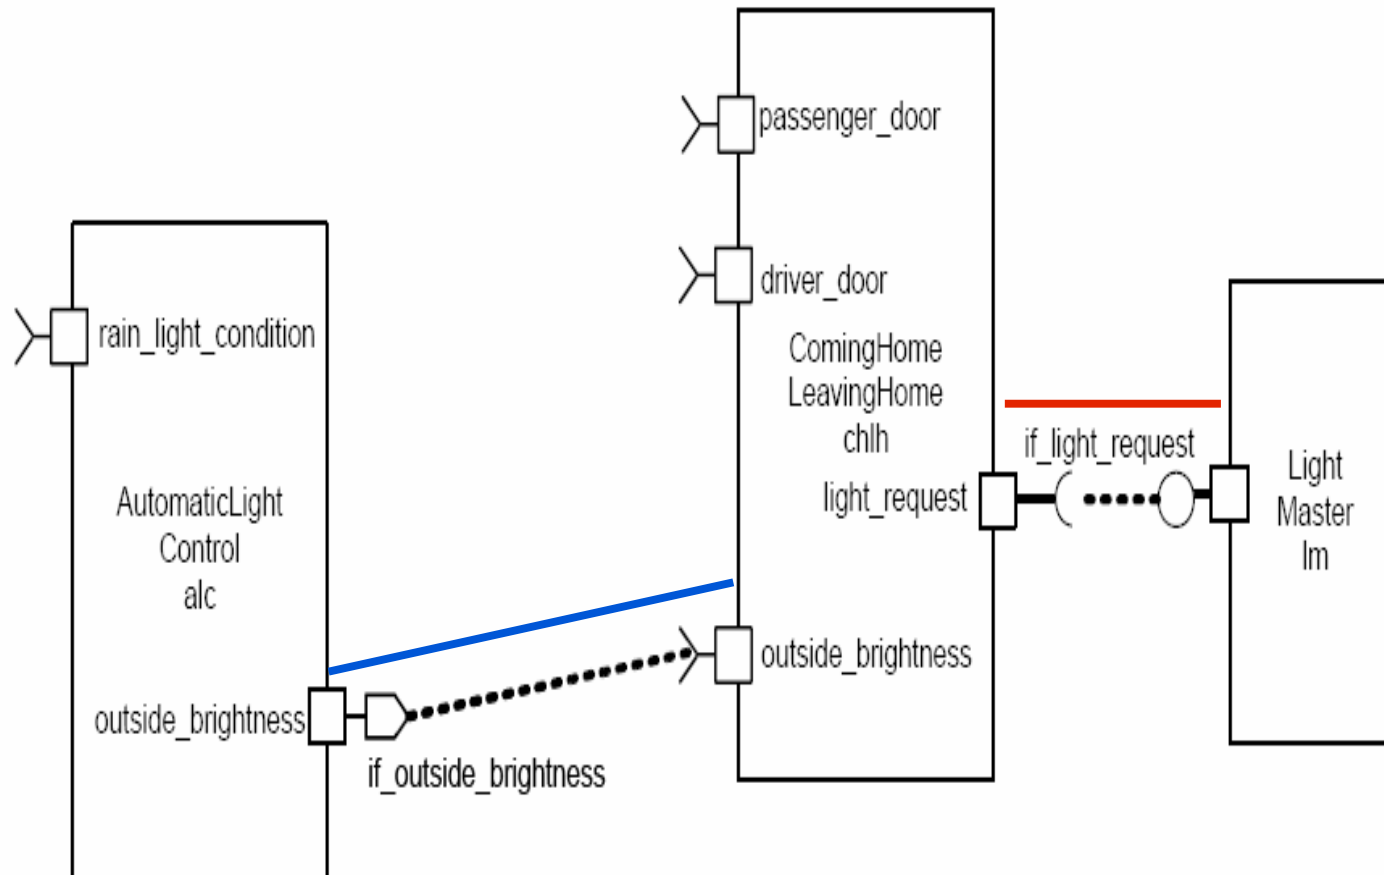 passenger_door
driver_door
rain_light_condition
ComingHome
LeavingHome
chlh
if_light_request
light_request
Light
Master
lm
AutomaticLight
Control
alc
outside_brightness
outside_brightness
if_outside_brightness